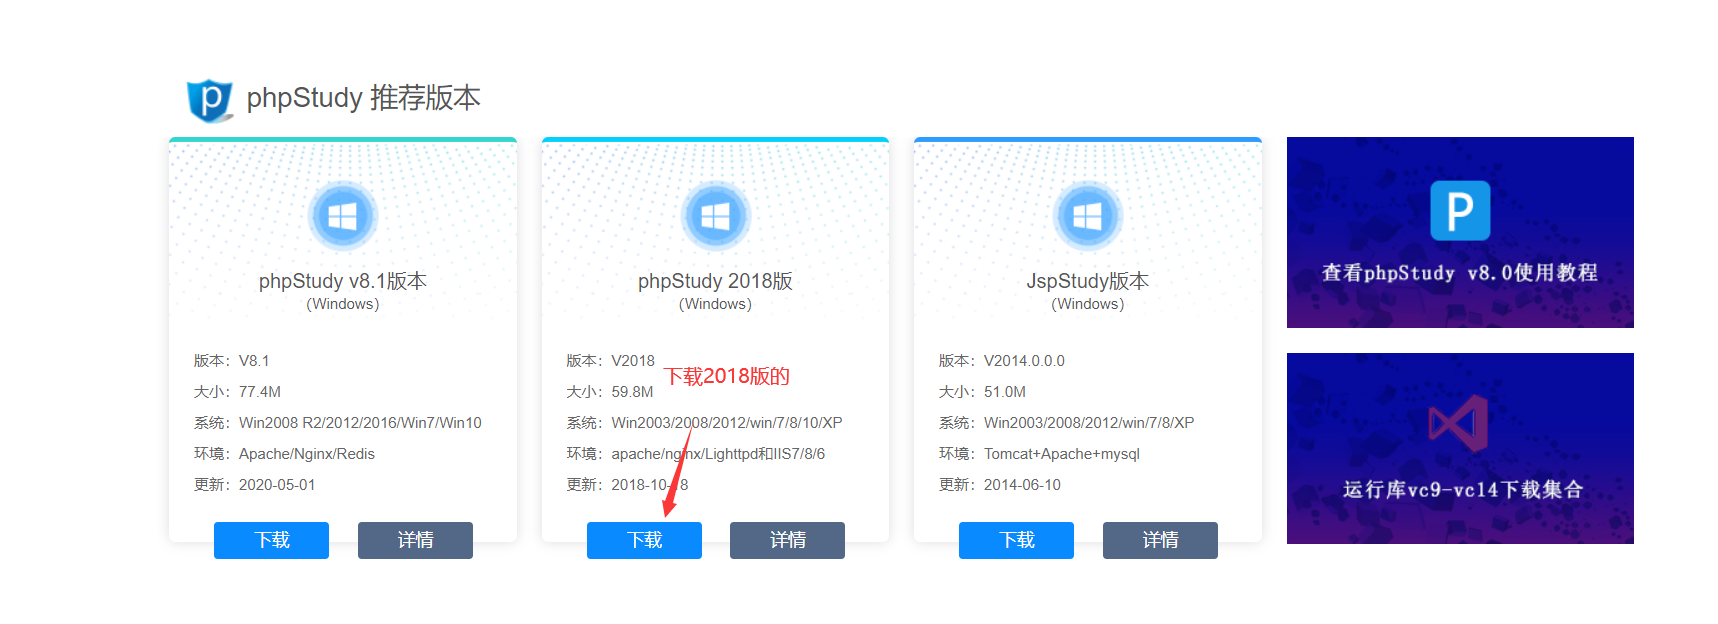 phpStudy 推荐版本
phpStudy v8.1版本
(Windows)
版本：V8.1
大小：77.4M
系统：Win2008 R2/2012/2016/Win7/Win10
环境：Apache/Nginx/Redis
更新：2020-05-01
下载
详情
phpStudy 2018版
(Windows)
版本：V2018
下载2018版的
大小：59.8M
系统：Win2003/2008/2012/win/7/8/10/XP
环境：apache/nginx/Lighttpd和IIS7/8/6
更新：2018-10-18
下载
详情
JspStudy版本
(Windows)
版本：V2014.0.0.0
大小：51.0M
系统：Win2003/2008/2012/win/7/8/XP
环境：Tomcat+Apache+mysql
更新：2014-06-10
下载
详情
P
查看phpStudy v8.0使用教程
运行库vc9-vc14下载集合